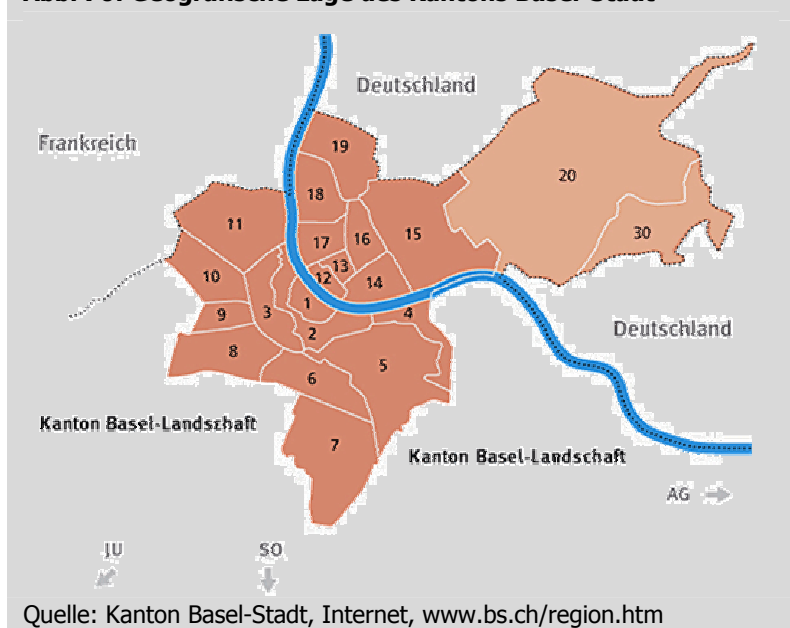 Deutschland
Frankreich
19
20
18
11
30
17
16
15
13
10
12
14
1
3
4
9
Deutschland
2
8
5
6
Kanton Basel-Landschaft
7
Kanton Basel-Landschaft
AG
JU
SO
Quelle: Kanton Basel-Stadt, Internet, www.bs.ch/region.htm